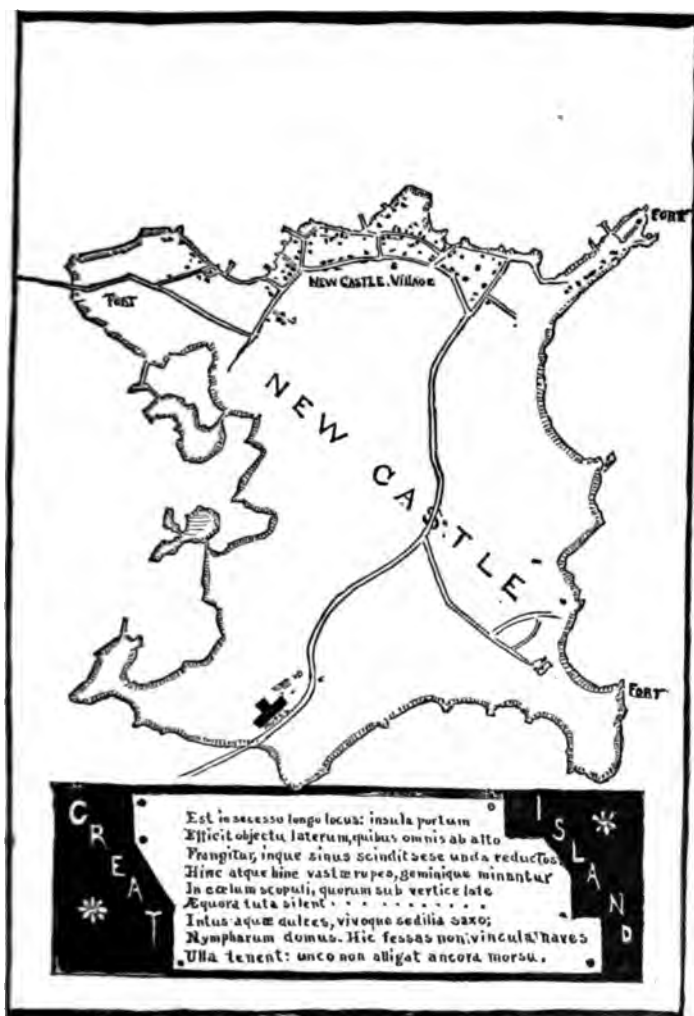 FORT
FORT
NEW CASTLE. Village
NEW CASTLE
FORT
GREAT
ISLAND
Est in secessu longo locus: insula portum
Efficit objectu laterum, quibus omnis ab alto
Frangitur, inque sinus scindit sese unda reductos.
Hinc atque hinc vastæ rupes, geminique minantur
In cœlum scopuli, quorum sub vertice late
Æquora tuta silent . . . . . . . . . .
Intus aquæ dulces, vivoque sedilia saxo;
Nympharum domus. Hic fessas non vincula naves
Ulla tenent: unco non alligat ancora morsu.